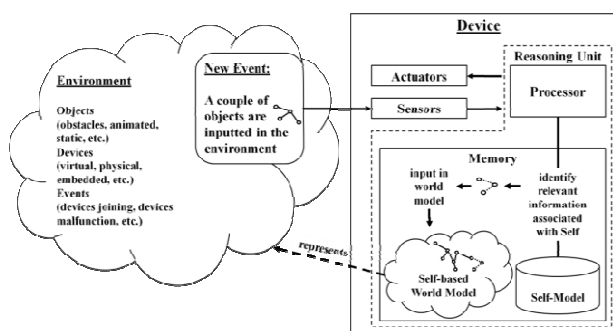 Environment
Objects
(obstacles, animated,
static, etc.)
Devices
(virtual, physical,
embedded, etc.)
Events
(devices joining, devices
malfunction, etc.)
New Event:
A couple of
objects are
inputted in the
environment
Device
Reasoning Unit
Actuators
Sensors
Processor
Memory
input in
world
model
identify
relevant
information
associated
with Self
represents
Self-based
World Model
Self-Model